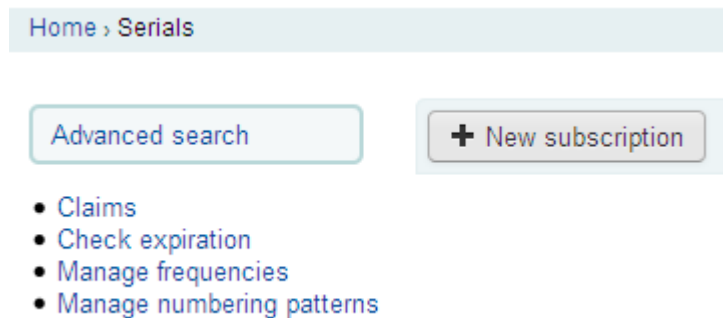 Home › Serials
Advanced search
New subscription
Claims
Check expiration
Manage frequencies
Manage numbering patterns